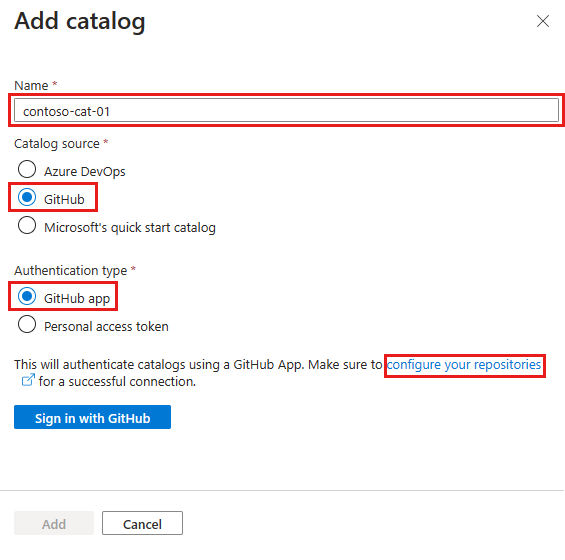 Add catalog
Name *
contoso-cat-01
Catalog source *
Azure DevOps
GitHub
Microsoft's quick start catalog
Authentication type *
GitHub app
Personal access token
This will authenticate catalogs using a GitHub App. Make sure to configure your repositories
for a successful connection.
Sign in with GitHub
Add
Cancel